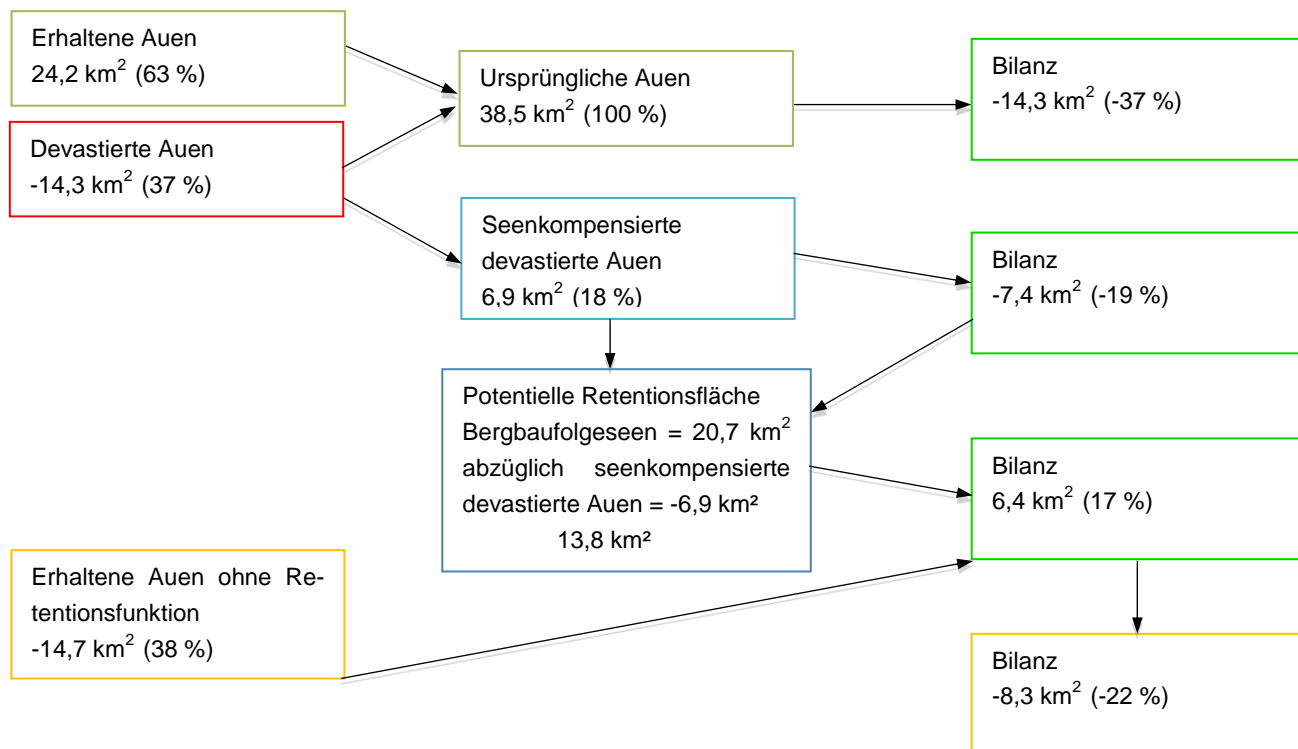 Erhaltene Auen
24,2 km² (63 %)
Devastierte Auen
-14,3 km² (37 %)
Ursprüngliche Auen
38,5 km² (100 %)
Bilanz
-14,3 km² (-37 %)
Seenkompensierte
devastierte Auen
6,9 km² (18 %)
Bilanz
-7,4 km² (-19 %)
Potentielle Retentionsfläche
Bergbaufolgeseen = 20,7 km²
abzüglich seenkompensierte
devastierte Auen = -6,9 km²
13,8 km²
Bilanz
6,4 km² (17 %)
Erhaltene Auen ohne Re-
tentionsfunktion
-14,7 km² (38 %)
Bilanz
-8,3 km² (-22 %)